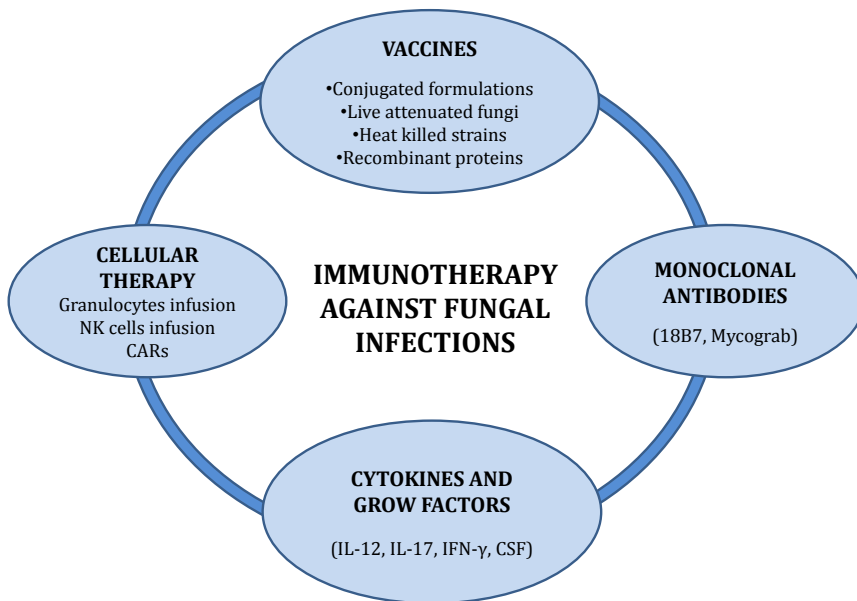 VACCINES
•Conjugated formulations
•Live attenuated fungi
•Heat killed strains
•Recombinant proteins
CELLULAR
THERAPY
Granulocytes infusion
NK cells infusion
CARs
IMMUNOTHERAPY
AGAINST FUNGAL
INFECTIONS
MONOCLONAL
ANTIBODIES
(18B7, Mycograb)
CYTOKINES AND
GROW FACTORS
(IL-12, IL-17, IFN-γ, CSF)